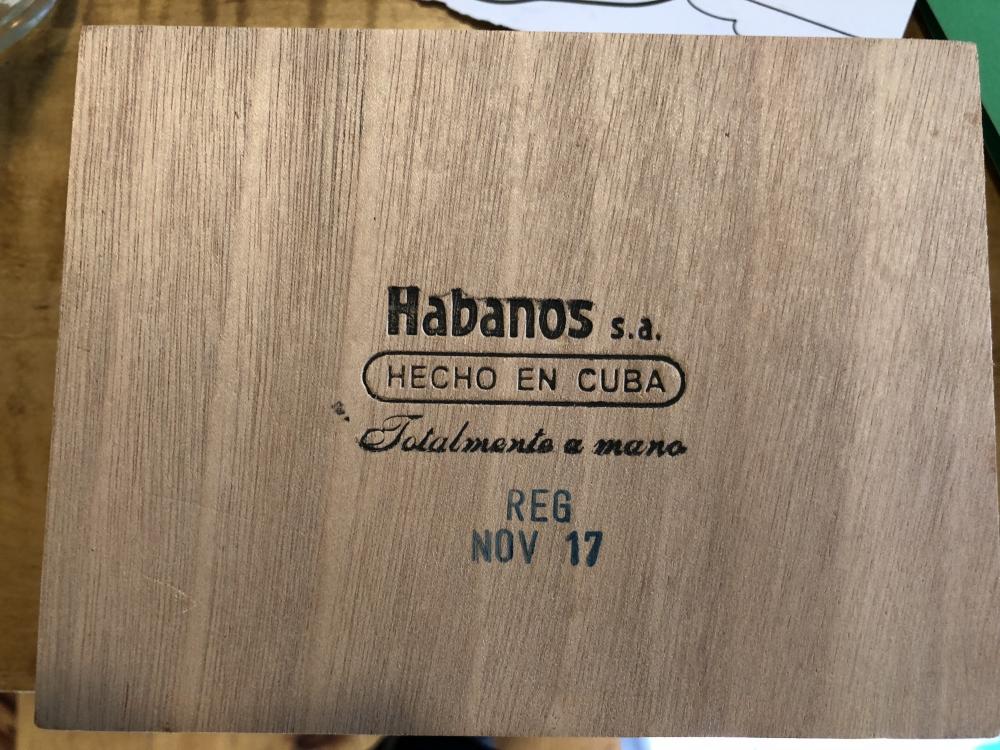 Habanos s.a.
HECHO EN CUBA
Totalmente a mano
REG
NOV 17